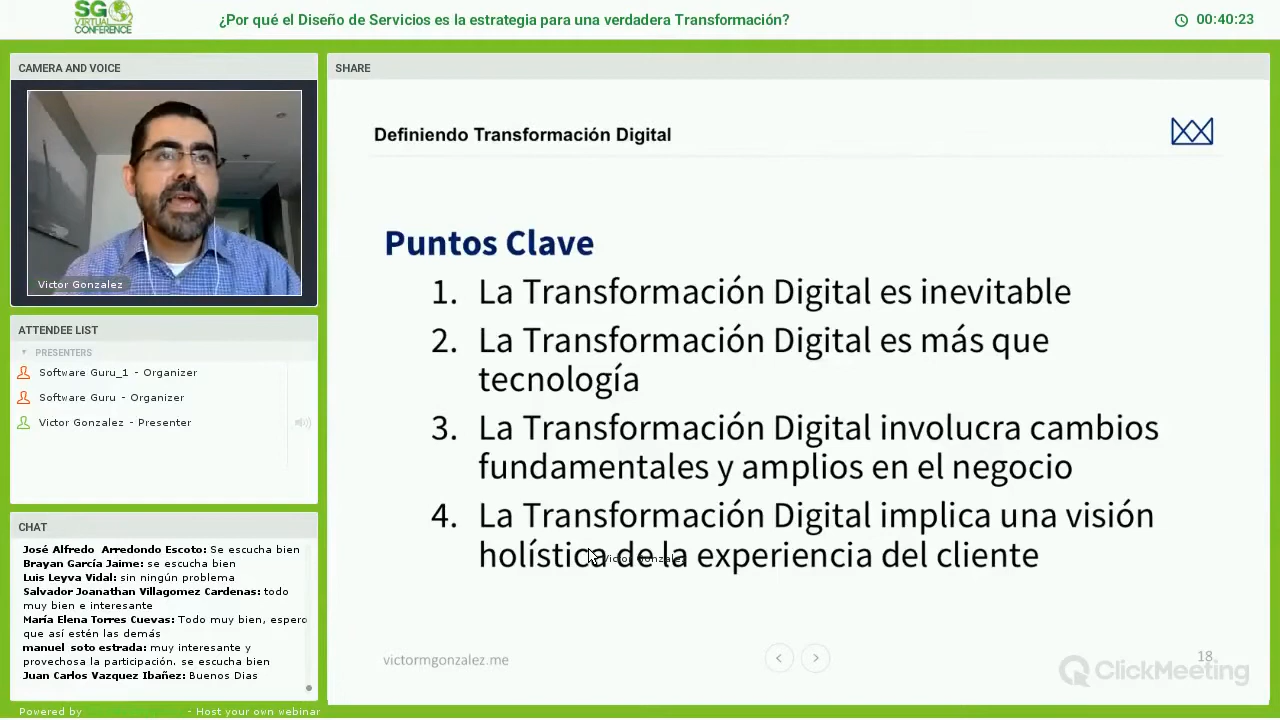 SG
VIRTUAL
CONFERENCE
¿Por qué el Diseño de Servicios es la estrategia para una verdadera Transformación?
00:40:23
CAMERA AND VOICE
Victor Gonzalez
ATTENDEE LIST
PRESENTERS
Software Guru_1 - Organizer
Software Guru - Organizer
Victor Gonzalez - Presenter
CHAT
José Alfredo Arredondo Escoto: Se escucha bien
Brayan García Jaime: se escucha bien
Luis Leyva Vidal: sin ningún problema
Salvador Joanathan Villagomez Cardenas: todo
muy bien e interesante
María Elena Torres Cuevas: Todo muy bien, espero
que así estén las demás
manuel soto estrada: muy interesante y
provechosa la participación. se escucha bien
Juan Carlos Vazquez Ibañez: Buenos Dias
Powered by - Host your own webinar
SHARE
Definiendo Transformación Digital
Puntos Clave
1. La Transformación Digital es inevitable
2. La Transformación Digital es más que
tecnología
3. La Transformación Digital involucra cambios
fundamentales y amplios en el negocio
4. La Transformación Digital implica una visión
holística de la experiencia del cliente
Victor Gonzalez
victormgonzalez.me
18
ClickMeeting